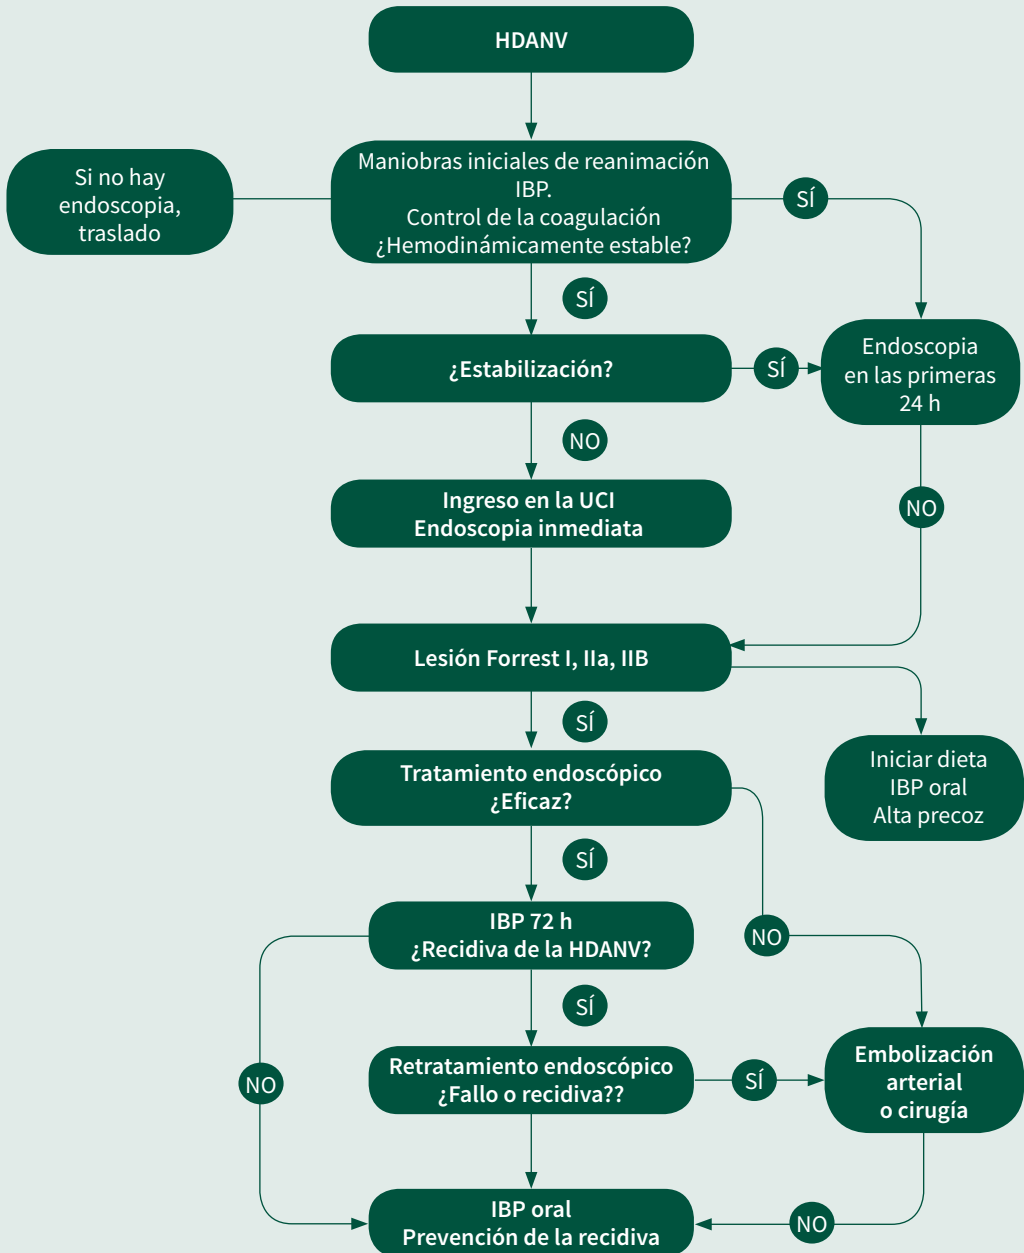 HDANV
Si no hay
endoscopia,
traslado
Maniobras iniciales de reanimación
IBP.
Control de la coagulación
¿Hemodinámicamente estable?
SÍ
SÍ
¿Estabilización?
SÍ
Endoscopia
en las primeras
24 h
NO
Ingreso en la UCI
Endoscopia inmediata
NO
Lesión Forrest I, IIa, IIB
SÍ
Iniciar dieta
IBP oral
Alta precoz
Tratamiento endoscópico
¿Eficaz?
SÍ
IBP 72 h
¿Recidiva de la HDANV?
NO
SÍ
Retratamiento endoscópico
¿Fallo o recidiva??
NO
SÍ
Embolización
arterial
o cirugía
IBP oral
Prevención de la recidiva
NO